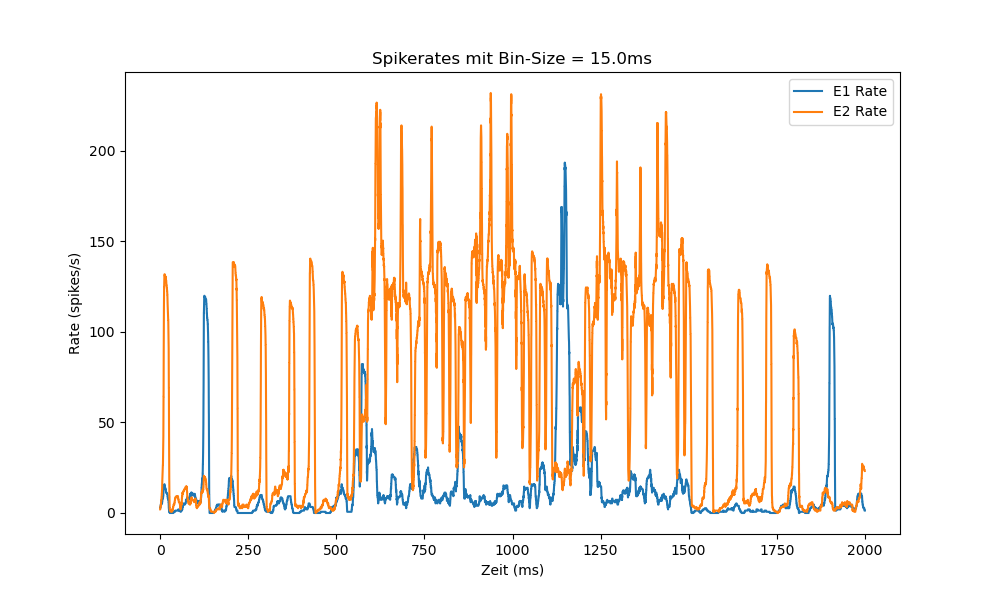 Spikerates mit Bin-Size = 15.0ms
E1 Rate
E2 Rate
Rate (spikes/s)
200
150
100
50
0
0 250 500 750 1000 1250 1500 1750 2000
Zeit (ms)